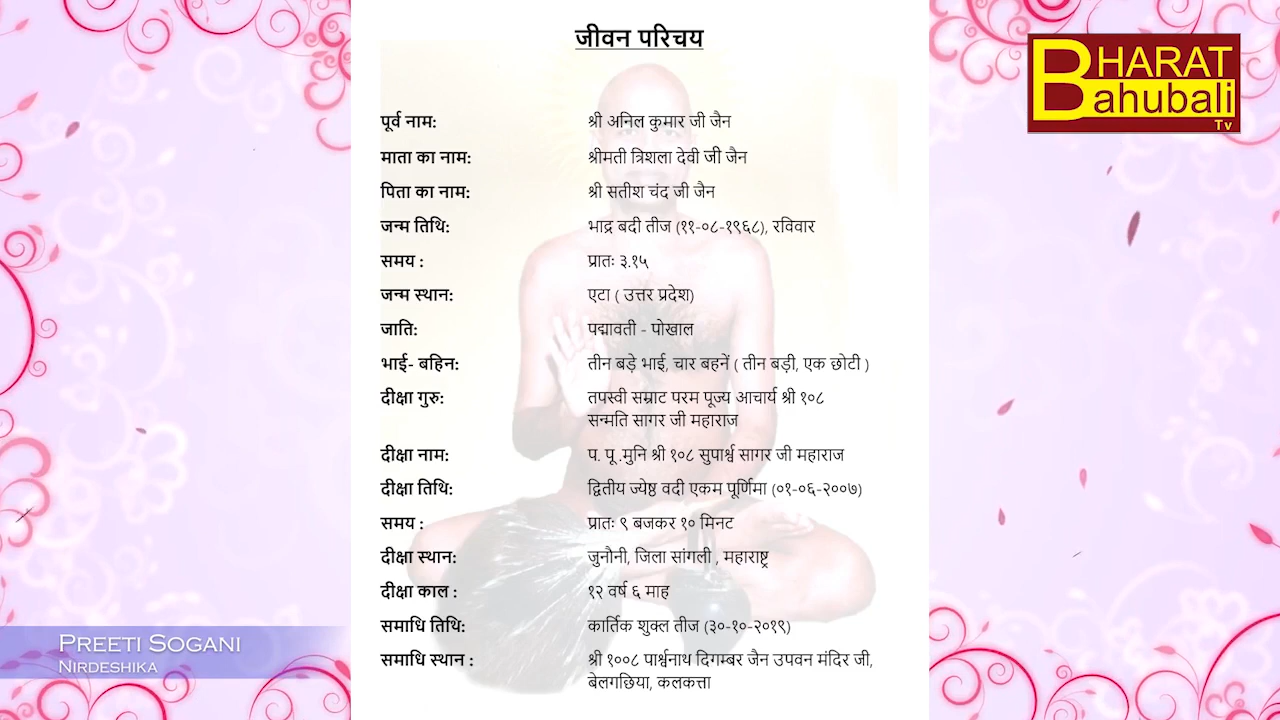 जीवन परिचय
BHARAT
Bahubali
Tv
पूर्व नाम: श्री अनिल कुमार जी जैन
माता का नाम: श्रीमती त्रिशला देवी जी जैन
पिता का नाम: श्री सतीश चंद जी जैन
जन्म तिथि: भाद्र बदी तीज (११-०८-१९६८), रविवार
समय : प्रातः ३.१५
जन्म स्थान: एटा ( उत्तर प्रदेश)
जाति: पद्मावती - पोखाल
भाई- बहिन: तीन बड़े भाई, चार बहनें ( तीन बड़ी, एक छोटी )
दीक्षा गुरु: तपस्वी सम्राट परम पूज्य आचार्य श्री १०८
सन्मति सागर जी महाराज
दीक्षा नाम: प. पू .मुनि श्री १०८ सुपार्श्व सागर जी महाराज
दीक्षा तिथि: द्वितीय ज्येष्ठ वदी एकम पूर्णिमा (०१-०६-२००७)
समय : प्रातः ९ बजकर १० मिनट
दीक्षा स्थान: जुनौनी, जिला सांगली , महाराष्ट्र
दीक्षा काल : १२ वर्ष ६ माह
समाधि तिथि: कार्तिक शुक्ल तीज (३०-१०-२०१९)
समाधि स्थान : श्री १००८ पार्श्वनाथ दिगम्बर जैन उपवन मंदिर जी,
बेलगछिया, कलकत्ता
Preeti Sogani
Nirdeshika